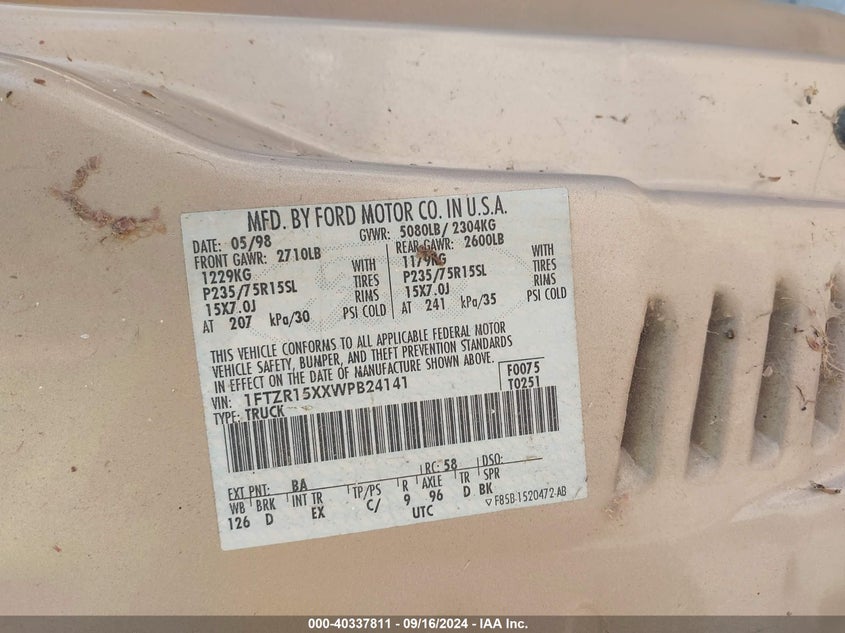 MFD. BY FORD MOTOR CO. IN U.S.A.
DATE: 05/98 GVWR: 5080LB/ 2304KG
FRONT GAWR: 2710LB REAR GAWR: 2600LB
1229KG WITH 1179KG WITH
P235/75R15SL TIRES P235/75R15SL TIRES
15X7.0J RIMS 15X7.0J RIMS
AT 207 kPa/30 PSI COLD AT 241 kPa/35 PSI COLD
THIS VEHICLE CONFORMS TO ALL APPLICABLE FEDERAL MOTOR
VEHICLE SAFETY, BUMPER, AND THEFT PREVENTION STANDARDS
IN EFFECT ON THE DATE OF MANUFACTURE SHOWN ABOVE.
VIN: 1FTZR15XXWPB24141 F0075
TYPE: TRUCK T0251
EXT PNT: BA RC: 58 DSO:
WB BRK INT TR TP/PS R AXLE TR SPR
126 D EX C/ 9 96 D BK
UTC F85B-1520472-AB
000-40337811 - 09/16/2024 - IAA Inc.